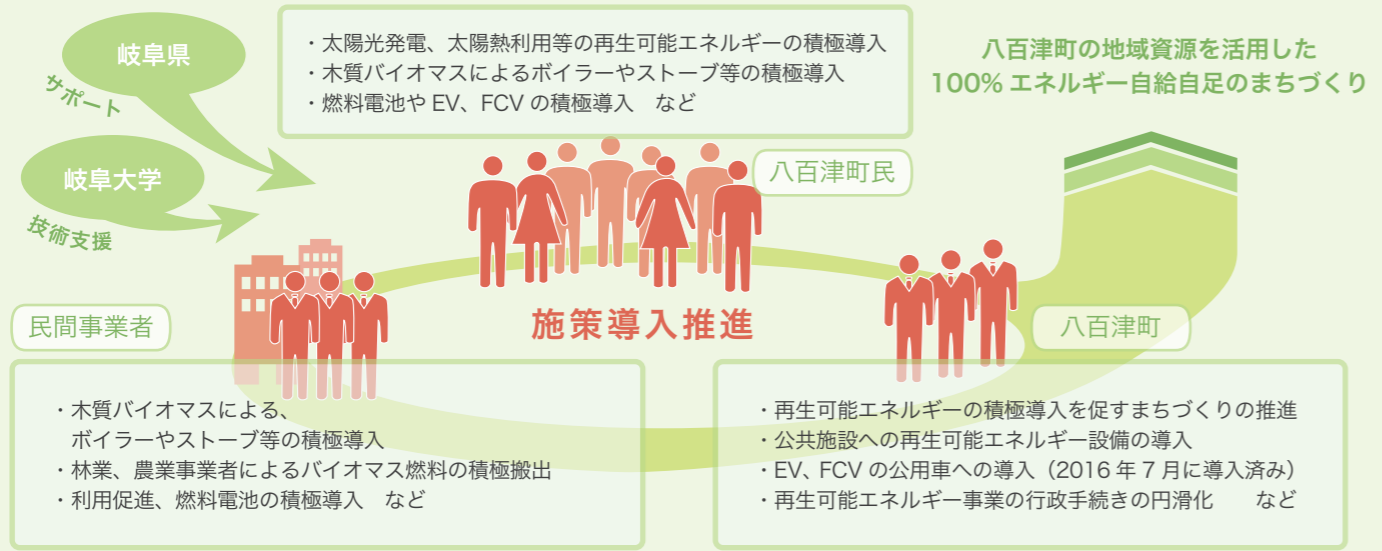 岐阜県
サポート
岐阜大学
技術支援
・太陽光発電、太陽熱利用等の再生可能エネルギーの積極導入
・木質バイオマスによるボイラーやストーブ等の積極導入
・燃料電池や EV、FCV の積極導入　など
八百津町の地域資源を活用した
100% エネルギー自給自足のまちづくり
八百津町民
施策導入推進
民間事業者
・木質バイオマスによる、
ボイラーやストーブ等の積極導入
・林業、農業事業者によるバイオマス燃料の積極搬出
・利用促進、燃料電池の積極導入　など
八百津町
・再生可能エネルギーの積極導入を促すまちづくりの推進
・公共施設への再生可能エネルギー設備の導入
・EV、FCV の公用車への導入（2016 年 7 月に導入済み）
・再生可能エネルギー事業の行政手続きの円滑化　　など